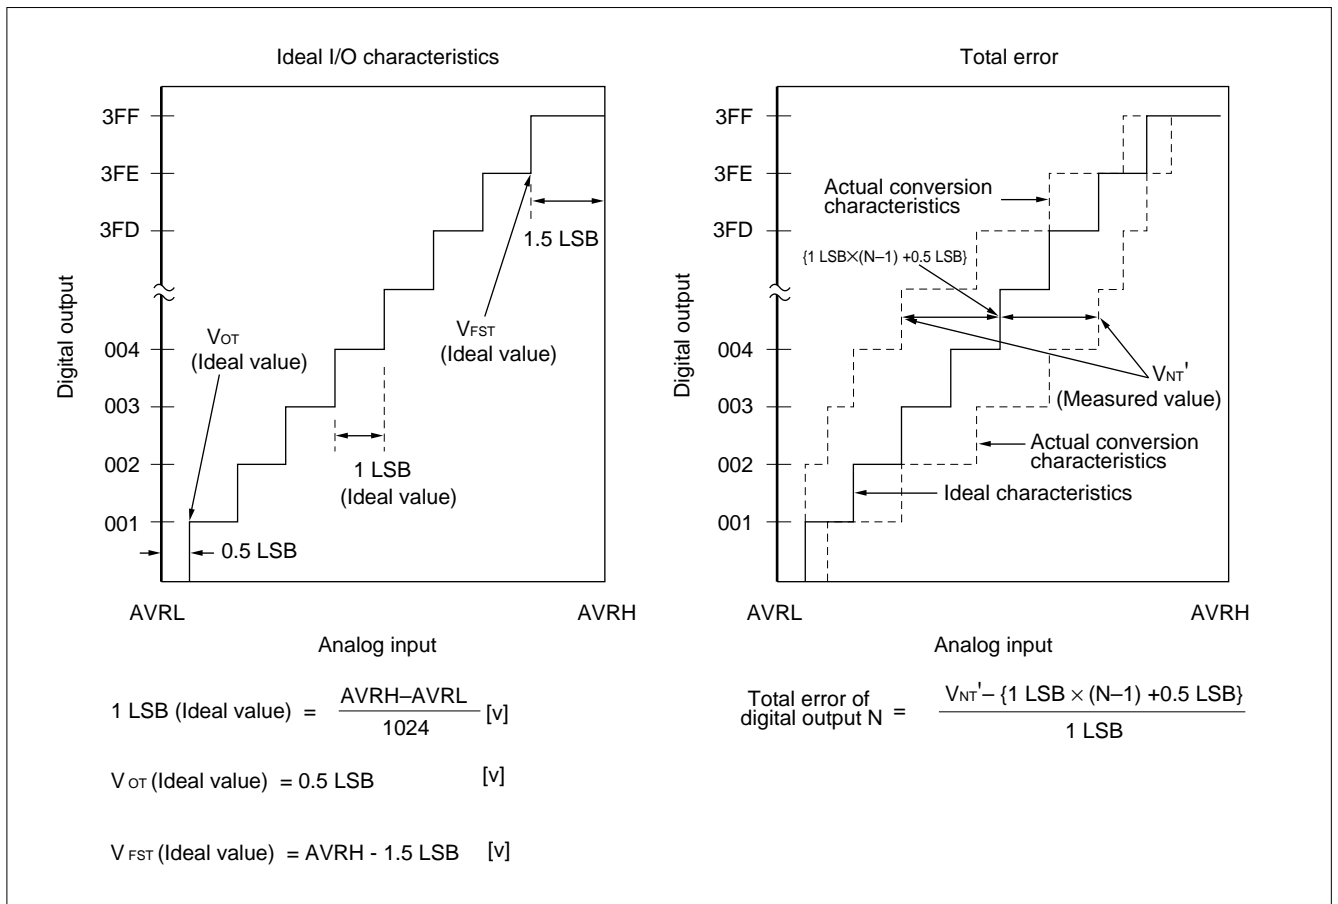 Ideal I/O characteristics
3FF
3FE
3FD
004
003
002
001
Digital output
VOT
(Ideal value)
VFST
(Ideal value)
1.5 LSB
1 LSB
(Ideal value)
0.5 LSB
AVRL
AVRH
Analog input
1 LSB (Ideal value) = AVRH–AVRL / 1024 [v]
VOT (Ideal value) = 0.5 LSB [v]
VFST (Ideal value) = AVRH - 1.5 LSB [v]
Total error
3FF
3FE
3FD
004
003
002
001
Digital output
Actual conversion
characteristics
{1 LSB×(N–1) +0.5 LSB}
VNT'
(Measured value)
Actual conversion
characteristics
Ideal characteristics
AVRL
AVRH
Analog input
Total error of
digital output N = VNT' – {1 LSB × (N–1) +0.5 LSB} / 1 LSB